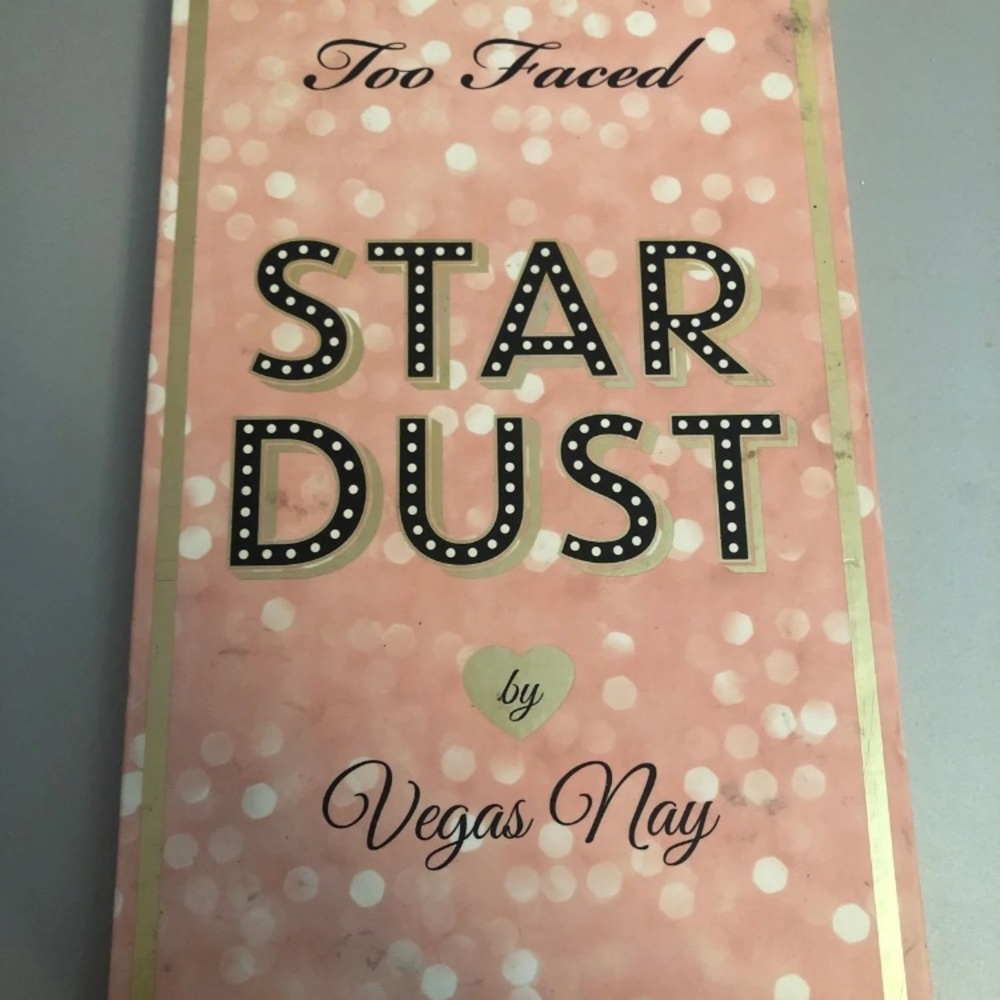 Too Faced
STAR
DUST
by
Vegas Nay